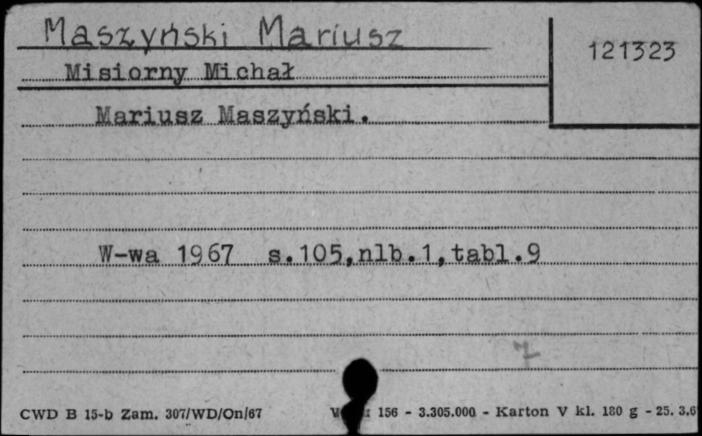 Maszyński Mariusz
121323
Misiorny Michał
Mariusz Maszyński.
W-wa 1967 s.105,nlb.1,tabl.9
7
CWD B 15-b Zam. 307/WD/On/67
156 - 3.305.000 - Karton V kl. 180 g - 25. 3.6